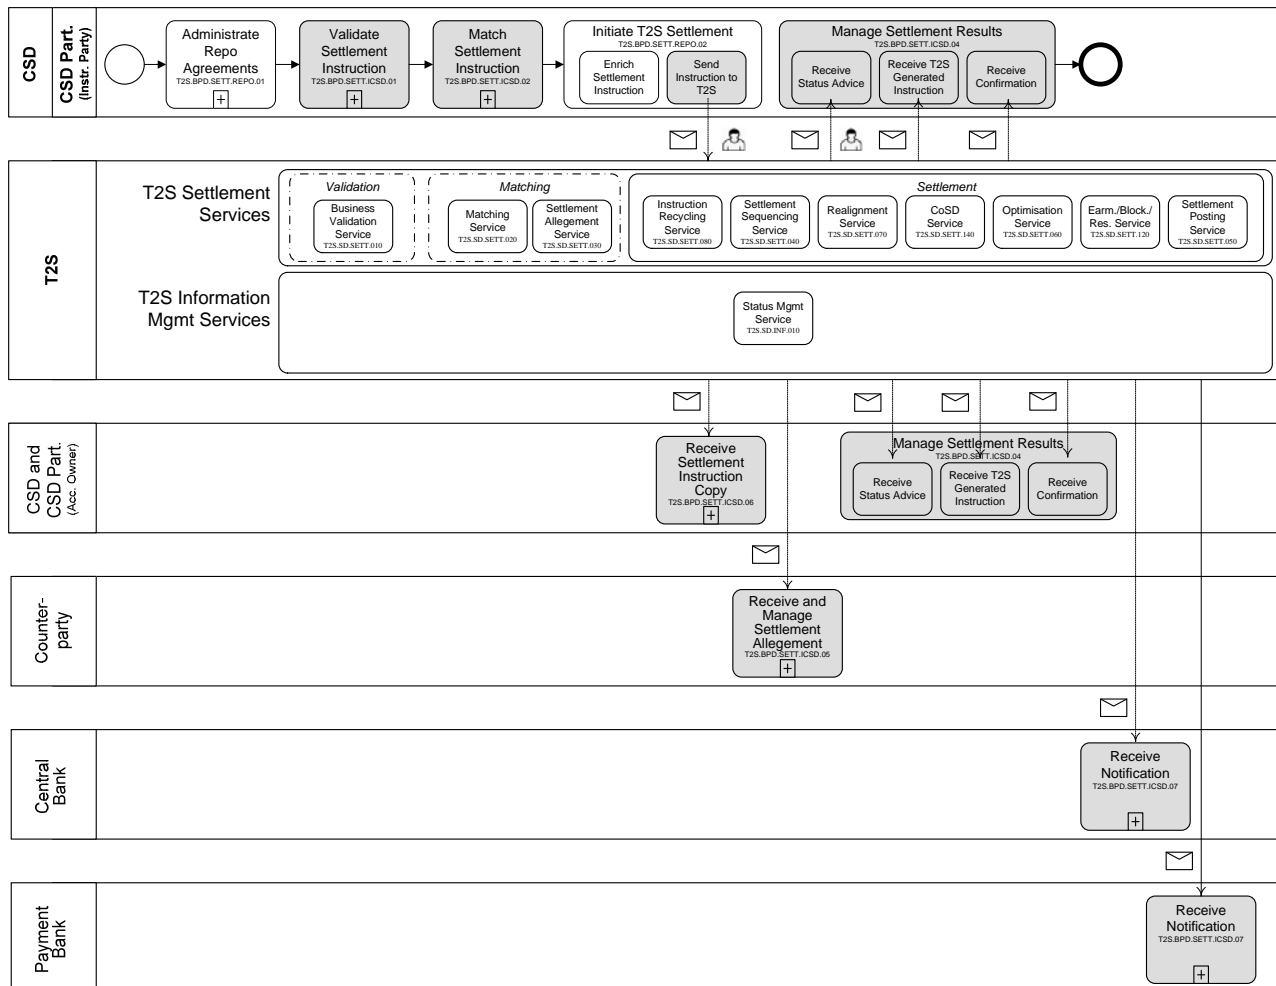 CSD
CSD Part.
(Instr. Party)
Administrate
Repo
Agreements
T2S.BPD.SETT.REPO.01
+
Validate
Settlement
Instruction
T2S.BPD.SETT.ICSD.01
+
Match
Settlement
Instruction
T2S.BPD.SETT.ICSD.02
+
Initiate T2S Settlement
T2S.BPD.SETT.REPO.02
Enrich
Settlement
Instruction
Send
Instruction to
T2S
Manage Settlement Results
T2S.BPD.SETT.ICSD.04
Receive
Status Advice
Receive T2S
Generated
Instruction
Receive
Confirmation
T2S
T2S Settlement
Services
Validation
Business
Validation
Service
T2S.SD.SETT.010
Matching
Matching
Service
T2S.SD.SETT.020
Settlement
Allegement
Service
T2S.SD.SETT.030
Settlement
Instruction
Recycling
Service
T2S.SD.SETT.080
Settlement
Sequencing
Service
T2S.SD.SETT.040
Realignment
Service
T2S.SD.SETT.070
CoSD
Service
T2S.SD.SETT.140
Optimisation
Service
T2S.SD.SETT.060
Earm./Block./
Res. Service
T2S.SD.SETT.120
Settlement
Posting
Service
T2S.SD.SETT.050
T2S Information
Mgmt Services
Status Mgmt
Service
T2S.SD.INF.010
CSD and
CSD Part.
(Acc. Owner)
Receive
Settlement
Instruction
Copy
T2S.BPD.SETT.ICSD.06
+
Manage Settlement Results
T2S.BPD.SETT.ICSD.04
Receive
Status Advice
Receive T2S
Generated
Instruction
Receive
Confirmation
Counter-
party
Receive and
Manage
Settlement
Allegement
T2S.BPD.SETT.ICSD.05
+
Central
Bank
Receive
Notification
T2S.BPD.SETT.ICSD.07
+
Payment
Bank
Receive
Notification
T2S.BPD.SETT.ICSD.07
+